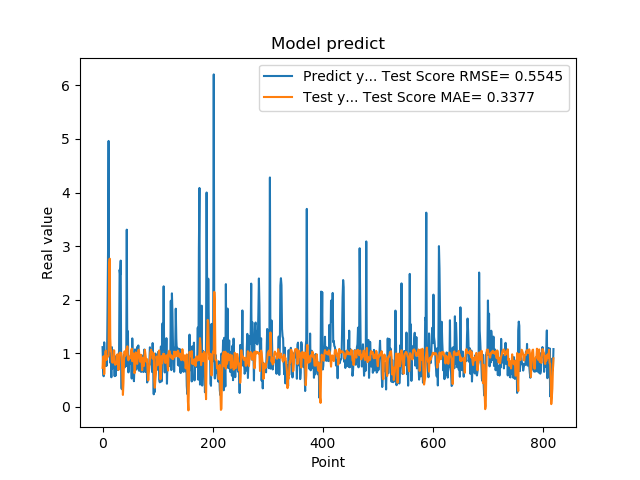 Model predict
Predict y... Test Score RMSE= 0.5545
Test y... Test Score MAE= 0.3377
Real value
6
5
4
3
2
1
0
0 200 400 600 800
Point